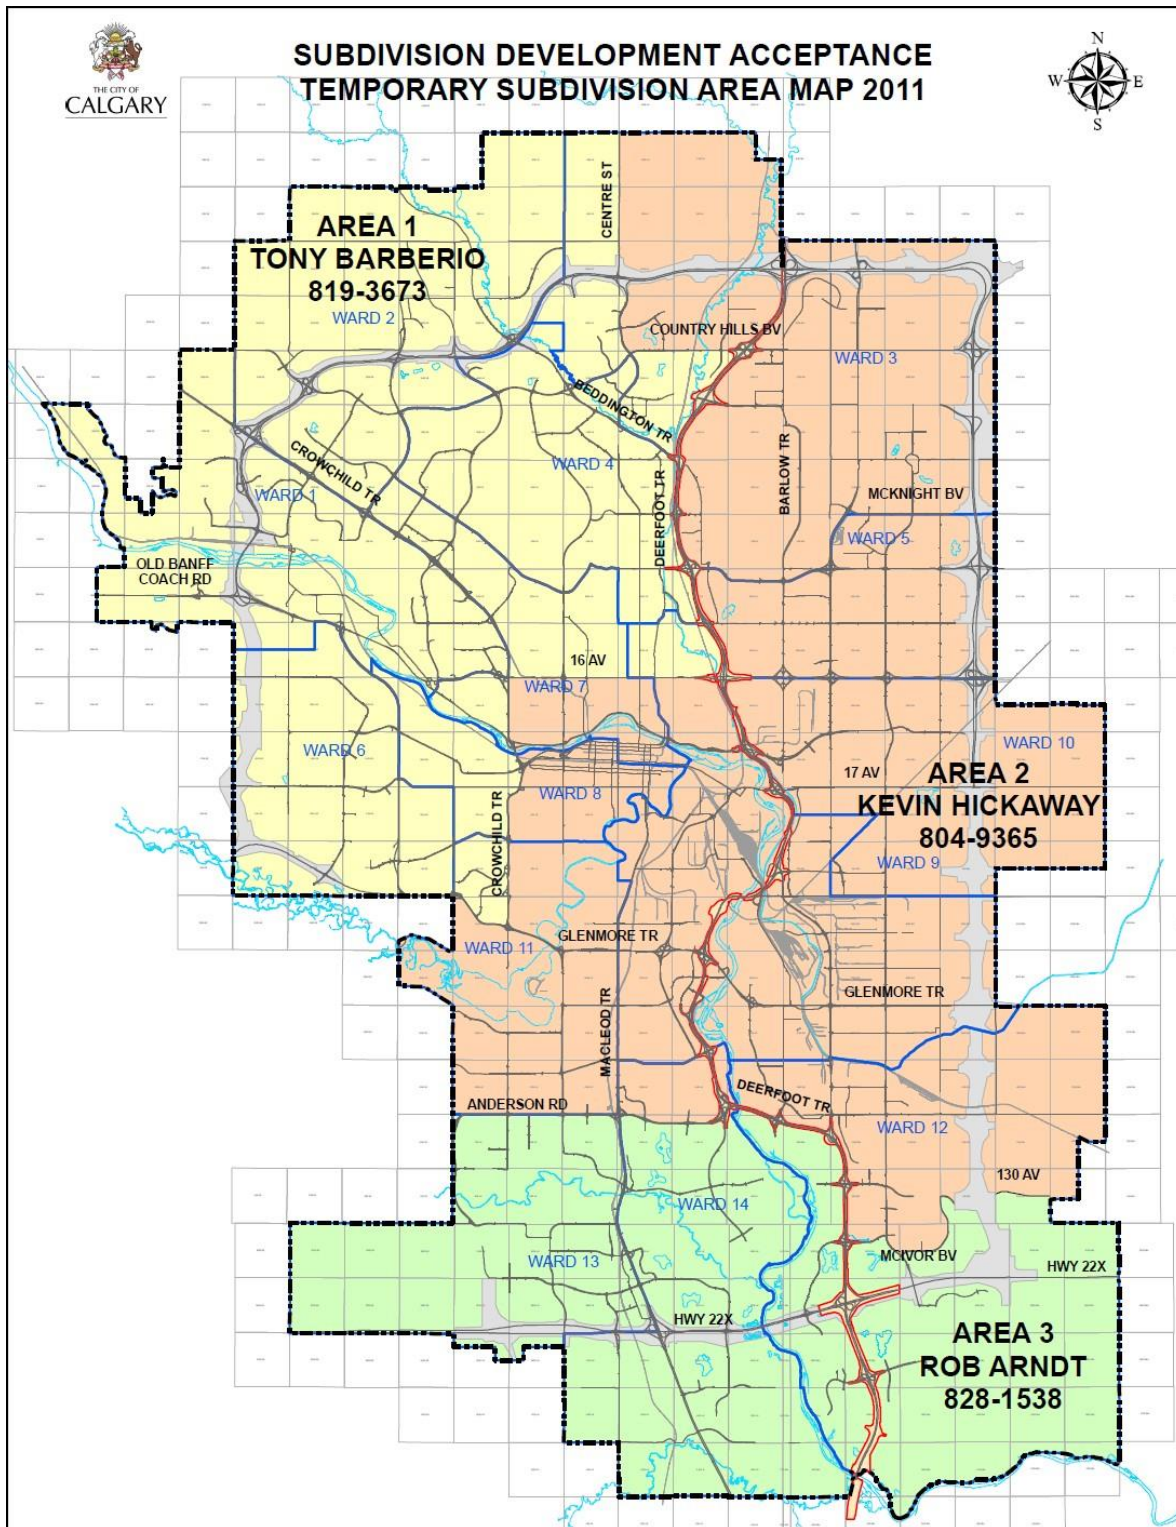 THE CITY OF
CALGARY
SUBDIVISION DEVELOPMENT ACCEPTANCE
TEMPORARY SUBDIVISION AREA MAP 2011
N
W
E
S
CENTRE ST
AREA 1
TONY BARBERIO
819-3673
WARD 2
COUNTRY HILLS BV
WARD 3
BEDDINGTON TR
CROWCHILD TR
WARD 4
BARLOW TR
WARD 1
MCKNIGHT BV
DEERFOOT TR
WARD 5
OLD BANFF
COACH RD
16 AV
WARD 7
WARD 6
WARD 10
17 AV
AREA 2
KEVIN HICKAWAY
804-9365
WARD 8
CROWCHILD TR
WARD 9
GLENMORE TR
WARD 11
GLENMORE TR
MACLEOD TR
DEERFOOT TR
ANDERSON RD
WARD 12
130 AV
WARD 14
MCIVOR BV
WARD 13
HWY 22X
HWY 22X
AREA 3
ROB ARNDT
828-1538